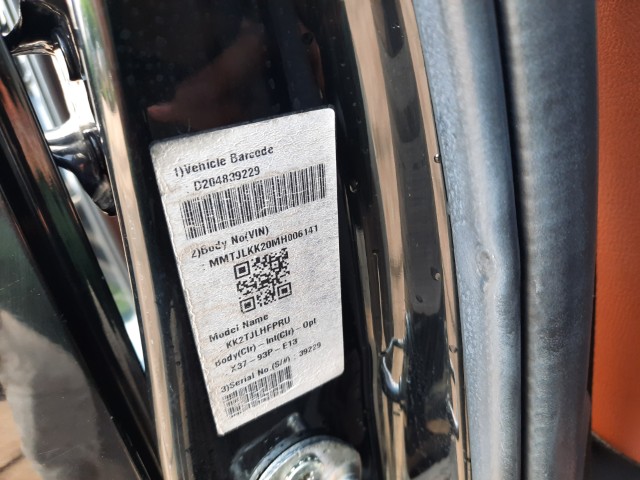 1)Vehicle Barcode
D204839229
2)Body No(VIN)
MMTJLKK20MH006141
Model Name
KK2TJLHFPRU
Body(Clr) - Int(Clr) - Opt
X37 - 93P - E13
3)Serial No (S/#) : 39229